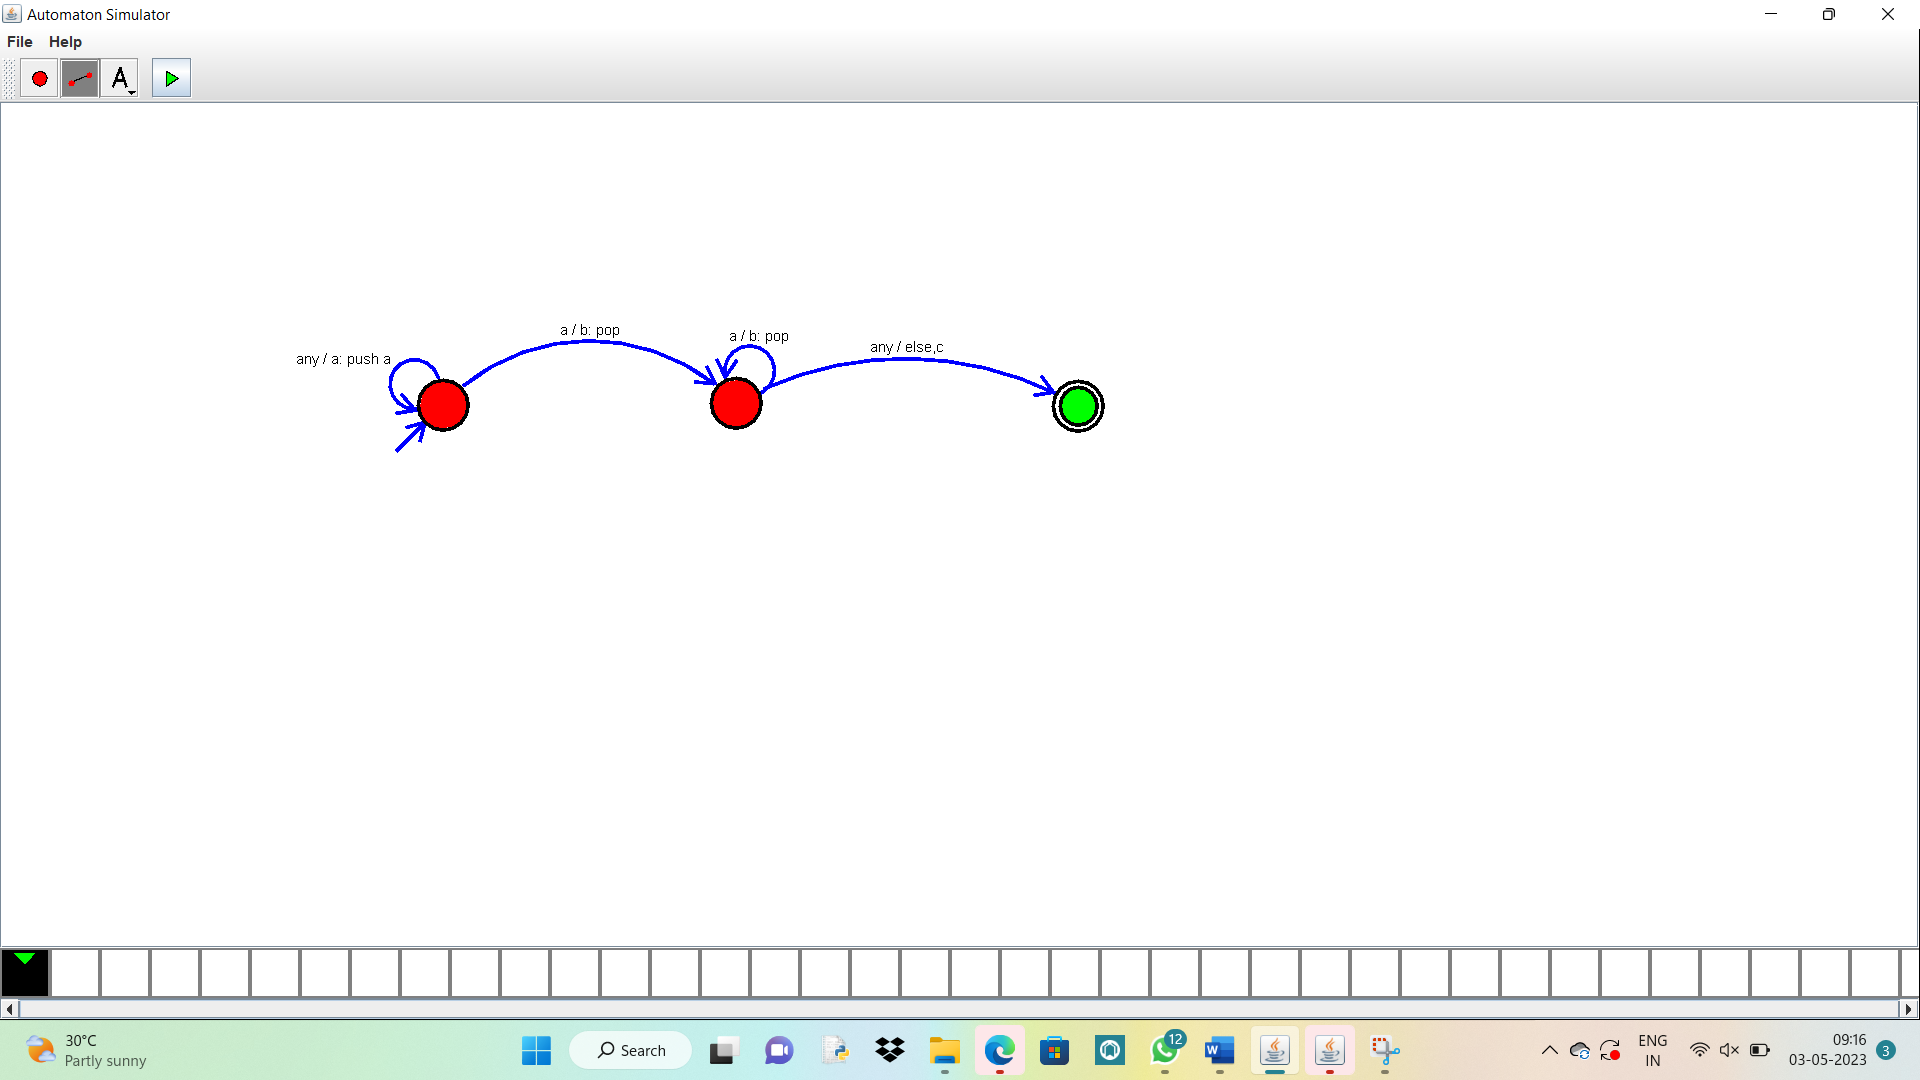 Automaton Simulator
File Help
A
a / b: pop
a / b: pop
any / else,c
any / a: push a
30°C
Partly sunny
Search
12
W
ENG
IN
09:16
03-05-2023
3